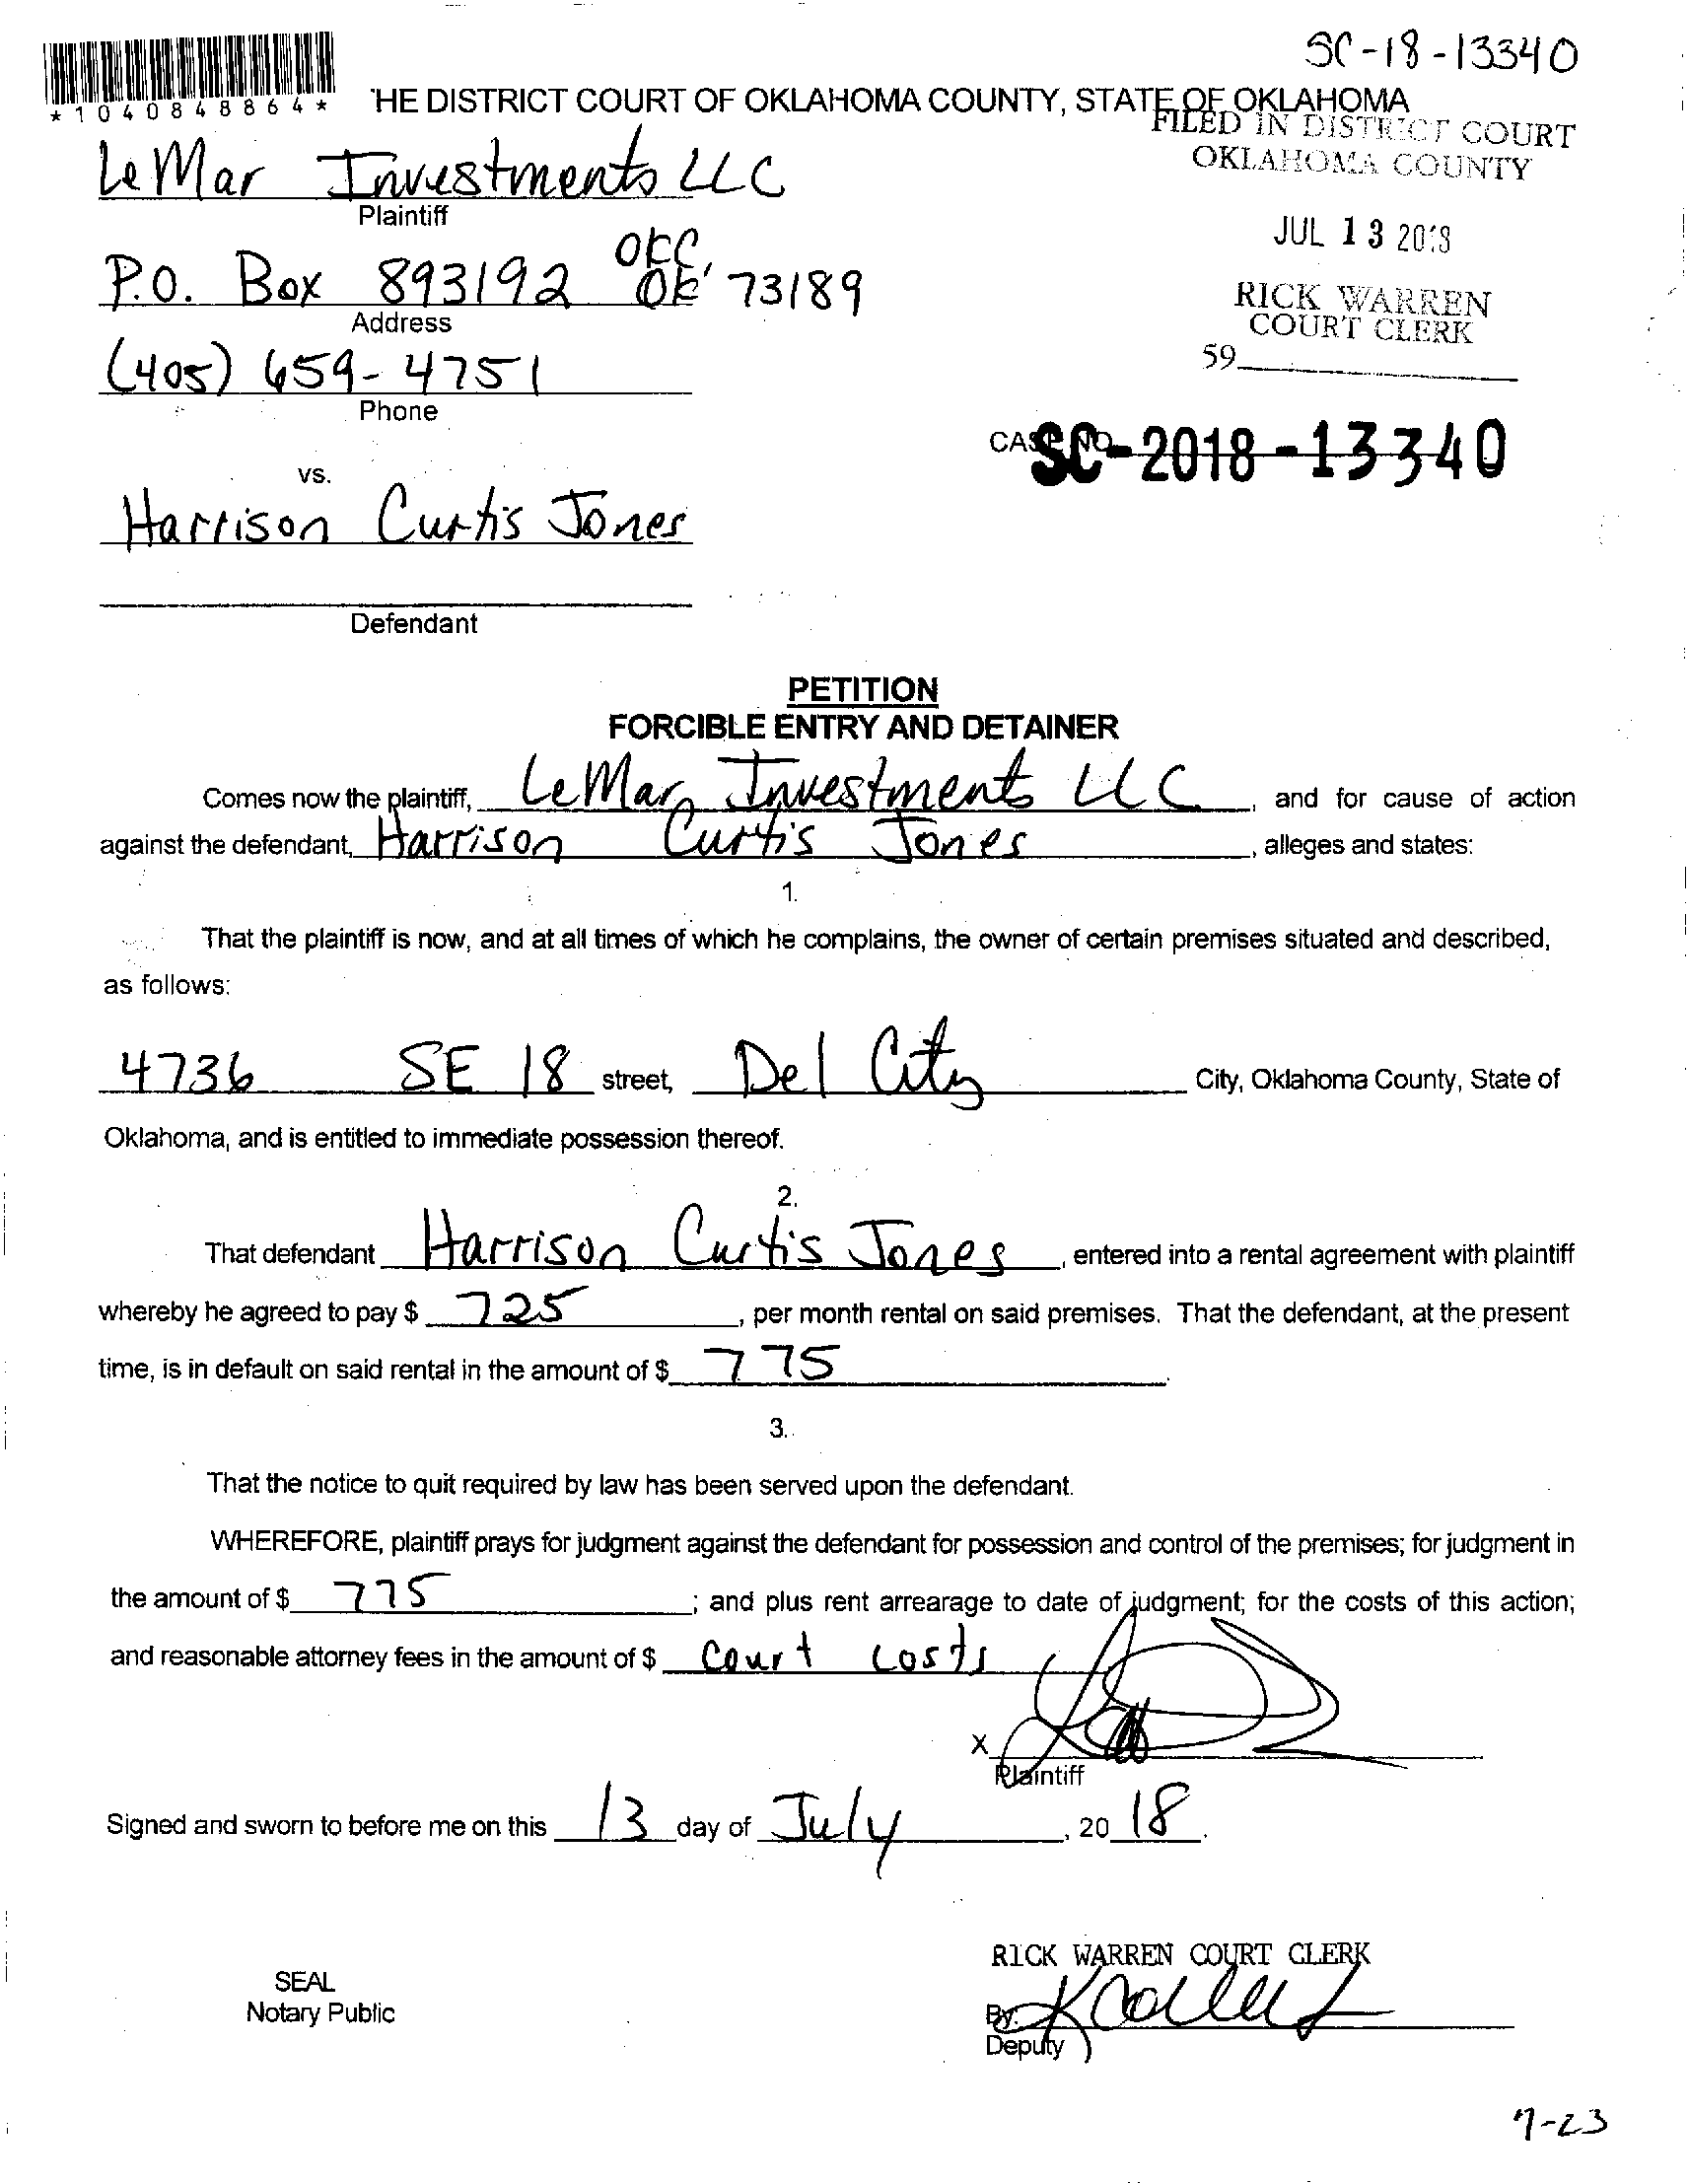 SC-18-13340
*1040848864*
'HE DISTRICT COURT OF OKLAHOMA COUNTY, STATE OF OKLAHOMA
FILED IN DISTRICT COURT
OKLAHOMA COUNTY
JUL 13 2018
RICK WARREN
COURT CLERK
59
LeMar Investments LLC
Plaintiff
P.O. Box 893192 OKC, Ok 73189
Address
(405) 659-4751
Phone
CASE NO. SC-2018-13340
vs.
Harrison Curtis Jones
Defendant
PETITION
FORCIBLE ENTRY AND DETAINER
Comes now the plaintiff, LeMar Investments LLC, and for cause of action
against the defendant, Harrison Curtis Jones, alleges and states:
1.
That the plaintiff is now, and at all times of which he complains, the owner of certain premises situated and described,
as follows:
4736 SE 18 street, Del City City, Oklahoma County, State of
Oklahoma, and is entitled to immediate possession thereof.
2.
That defendant Harrison Curtis Jones, entered into a rental agreement with plaintiff
whereby he agreed to pay $ 725, per month rental on said premises. That the defendant, at the present
time, is in default on said rental in the amount of $ 775.
3.
That the notice to quit required by law has been served upon the defendant.
WHEREFORE, plaintiff prays for judgment against the defendant for possession and control of the premises; for judgment in
the amount of $ 775; and plus rent arrearage to date of judgment; for the costs of this action;
and reasonable attorney fees in the amount of $ Court Costs
X
Plaintiff
Signed and sworn to before me on this 13 day of July, 20 18.
RICK WARREN COURT CLERK
SEAL
Notary Public
By:
Deputy
7-23